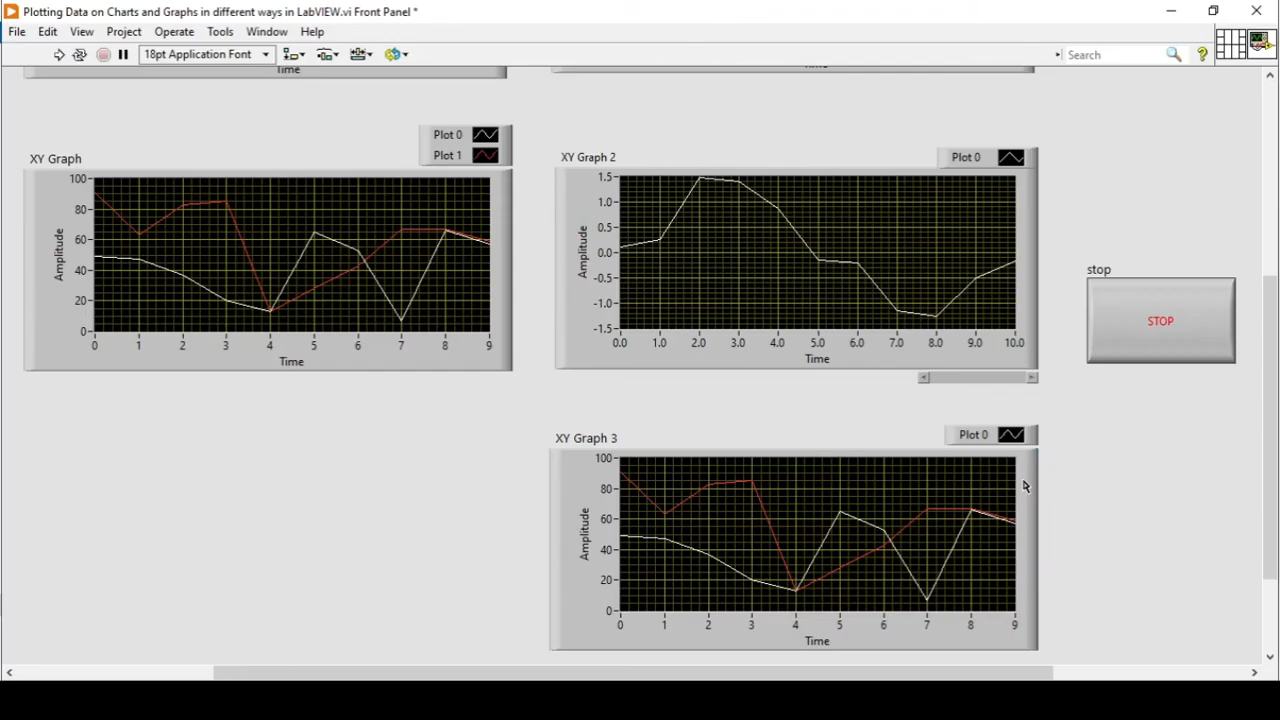 Plotting Data on Charts and Graphs in different ways in LabVIEW.vi Front Panel *
File Edit View Project Operate Tools Window Help
18pt Application Font
Search
?
Time
Time
Plot 0
Plot 1
XY Graph
100
80
60
40
20
0
Amplitude
0 1 2 3 4 5 6 7 8 9
Time
XY Graph 2
Plot 0
1.5
1.0
0.5
0.0
-0.5
-1.0
-1.5
Amplitude
0.0 1.0 2.0 3.0 4.0 5.0 6.0 7.0 8.0 9.0 10.0
Time
stop
STOP
XY Graph 3
Plot 0
100
80
60
40
20
0
Amplitude
0 1 2 3 4 5 6 7 8 9
Time